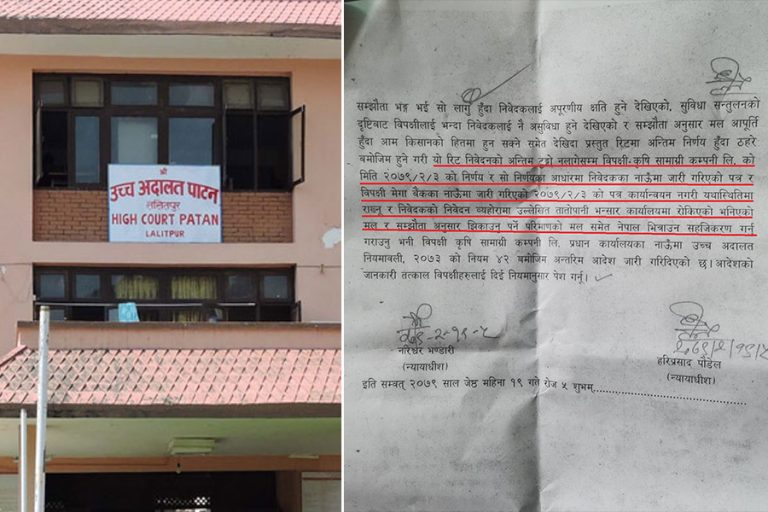 श्री
उच्च अदालत पाटन
ललितपुर
HIGH COURT PATAN
LALITPUR
सम्झौता भङ्ग भई सो लागु हुँदा निवेदकलाई अपूरणीय क्षति हुने देखिएको, सुविधा सन्तुलनको
दृष्टिबाट विपक्षीलाई भन्दा निवेदकलाई नै असुविधा हुने देखिएको र सम्झौता अनुसार मल आपूर्ति
हुँदा आम किसानको हितमा हुन सक्ने समेत देखिदा प्रस्तुत रिटमा अन्तिम निर्णय हुँदा ठहरे
बमोजिम हुने गरी यो रिट निवेदनको अन्तिम टुङ्गो नलागेसम्म विपक्षी कृषि सामाग्री कम्पनी लि. को
मिति २०७९/२/३ को निर्णय र सो निर्णयका आधारमा निवेदकका नाऊँमा जारी गरिएको पत्र र
विपक्षी मेगा बैंकका नाऊँमा जारी गरिएको २०७९/२/३ को पत्र कार्यान्वयन नगरी यथास्थितिमा
राख्नू र निवेदकको निवेदन व्यहोरामा उल्लेखित तातोपानी भन्सार कार्यालयमा रोकिएको भनिएको
मल र सम्झौता अनुसार झिकाउनु पर्ने परिमाणको मल समेत नेपाल भित्राउन सहजिकरण गर्नू
गराउनु भनी विपक्षी कृषि सामाग्री कम्पनी लि. प्रधान कार्यालयका नाऊँमा उच्च अदालत
नियमावली, २०७३ को नियम ४२ बमोजिम अन्तरिम आदेश जारी गरिदिएको छ। आदेशको
जानकारी तत्काल विपक्षीहरुलाई दिई नियमानुसार पेश गर्नू।
नरिश्वर भण्डारी
(न्यायाधीश)
हरिप्रसाद पौडेल
(न्यायाधीश)
इति सम्वत् २०७९ साल जेष्ठ महिना १९ गते रोज ५ शुभम्